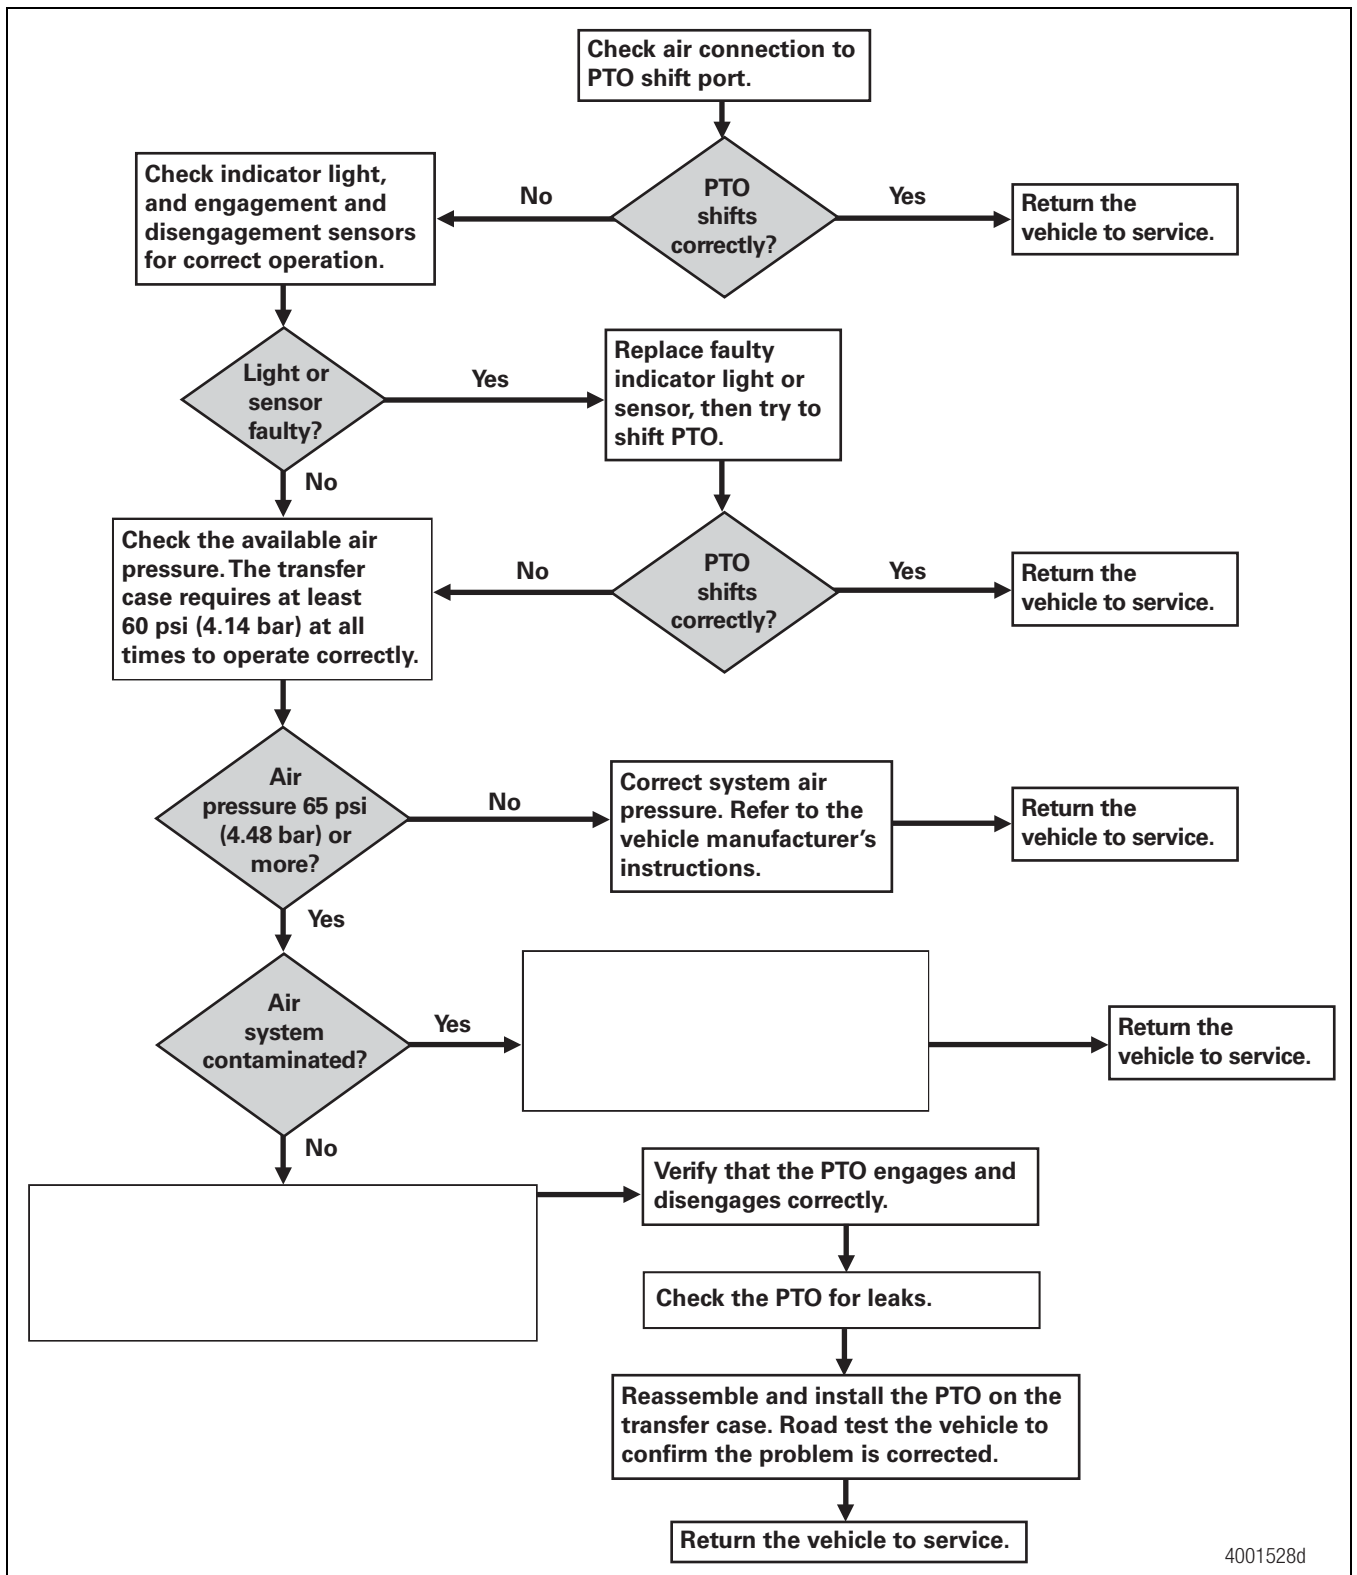 Check air connection to
PTO shift port.
Check indicator light,
and engagement and
disengagement sensors
for correct operation.
No
PTO
shifts
correctly?
Yes
Return the
vehicle to service.
Light or
sensor
faulty?
Yes
Replace faulty
indicator light or
sensor, then try to
shift PTO.
No
Check the available air
pressure. The transfer
case requires at least
60 psi (4.14 bar) at all
times to operate correctly.
No
PTO
shifts
correctly?
Yes
Return the
vehicle to service.
Air
pressure 65 psi
(4.48 bar) or
more?
No
Correct system air
pressure. Refer to the
vehicle manufacturer's
instructions.
Return the
vehicle to service.
Yes
Air
system
contaminated?
Yes
Return the
vehicle to service.
No
Verify that the PTO engages and
disengages correctly.
Check the PTO for leaks.
Reassemble and install the PTO on the
transfer case. Road test the vehicle to
confirm the problem is corrected.
Return the vehicle to service.
4001528d